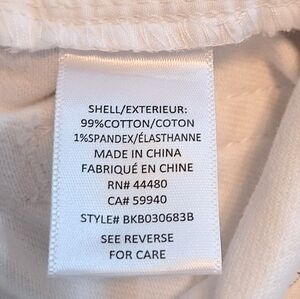 SHELL/EXTERIEUR:
99%COTTON/COTON
1%SPANDEX/ÉLASTHANNE
MADE IN CHINA
FABRIQUÉ EN CHINE
RN# 44480
CA# 59940
STYLE# BKB030683B
SEE REVERSE
FOR CARE